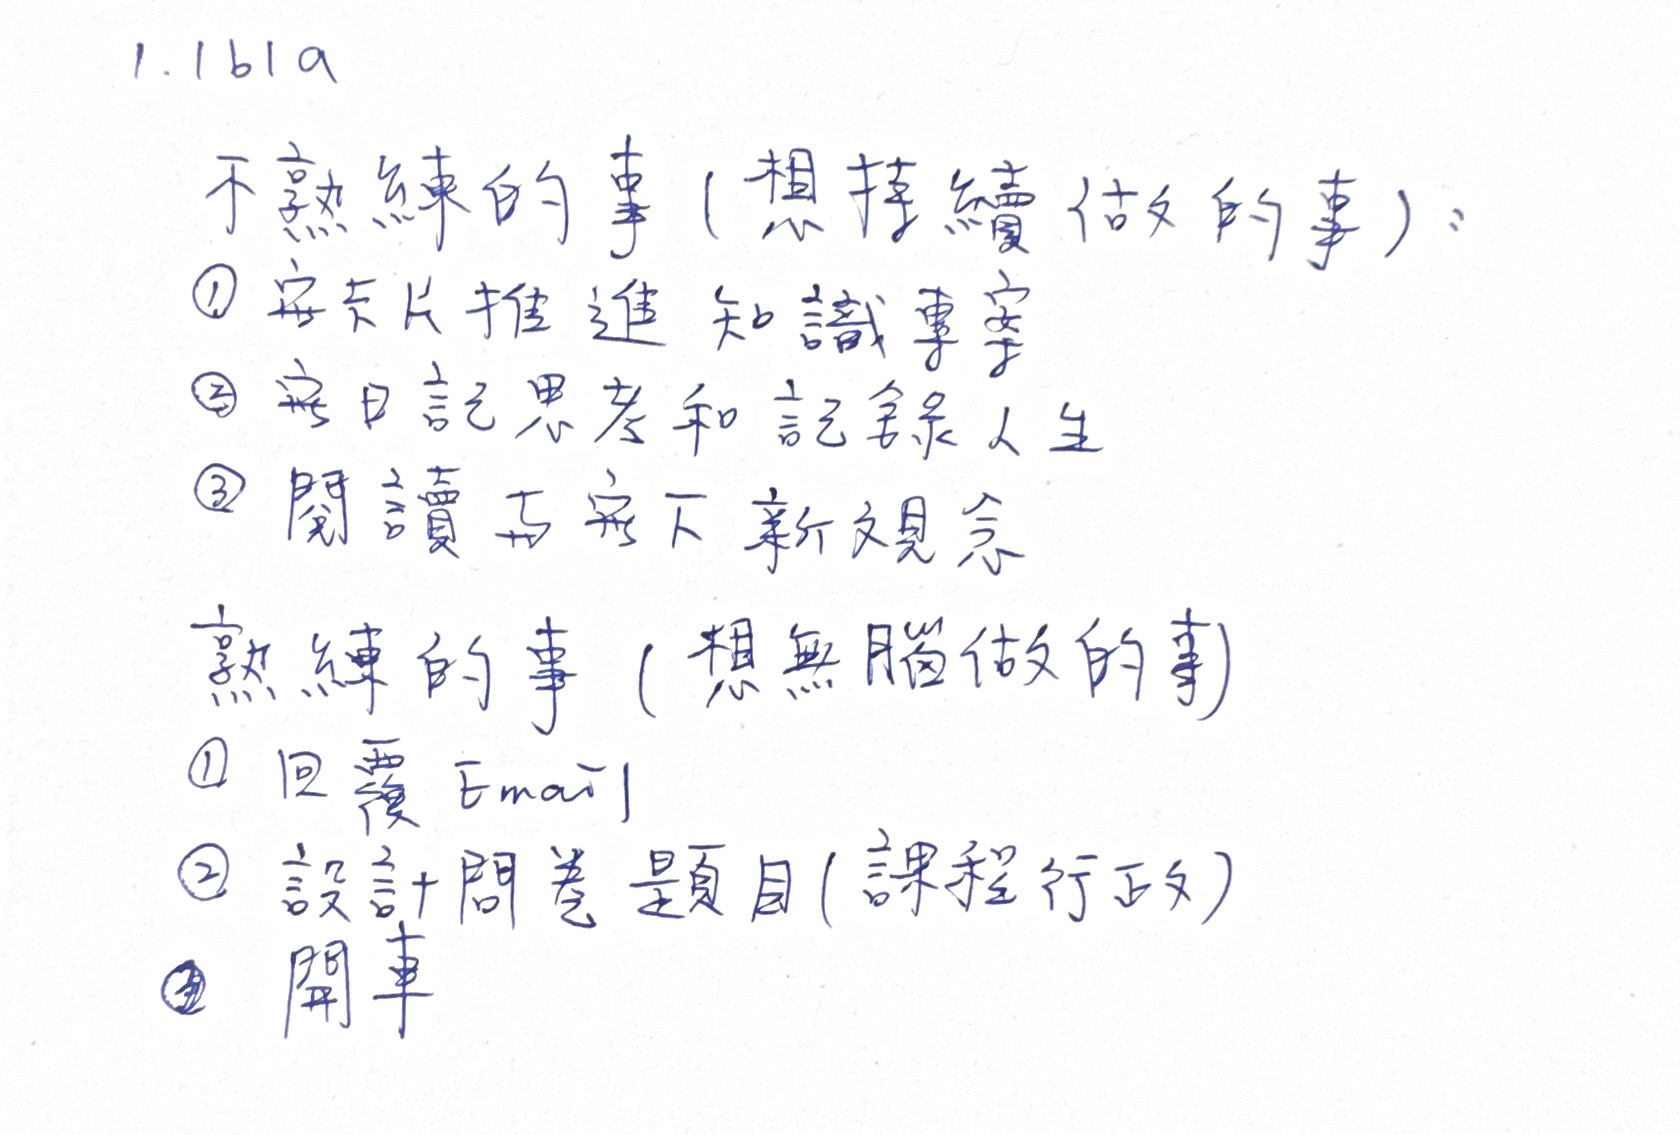 1.1b1a
不熟練的事(想持續做的事):
① 寫卡片推進知識專案
② 寫日記思考和記錄人生
③ 閱讀与寫下新观念
熟練的事(想無腦做的事)
① 回覆 Email
② 設計問卷題目(課程行政)
③ 開車